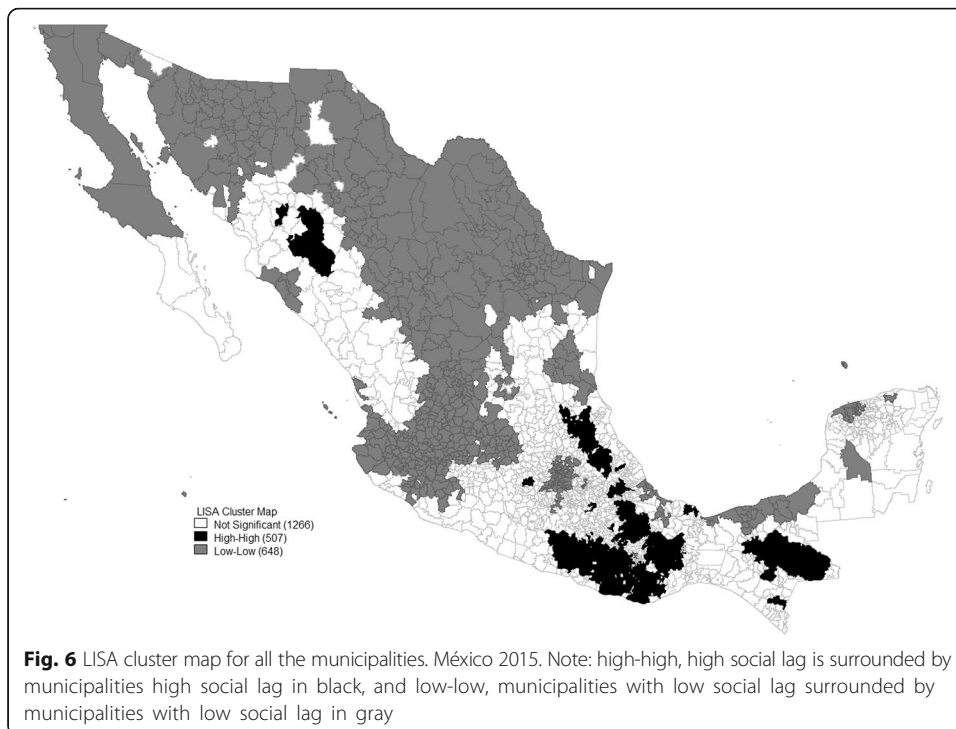 LISA Cluster Map
Not Significant (1266)
High-High (507)
Low-Low (648)
Fig. 6 LISA cluster map for all the municipalities. México 2015. Note: high-high, high social lag is surrounded by
municipalities high social lag in black, and low-low, municipalities with low social lag surrounded by
municipalities with low social lag in gray